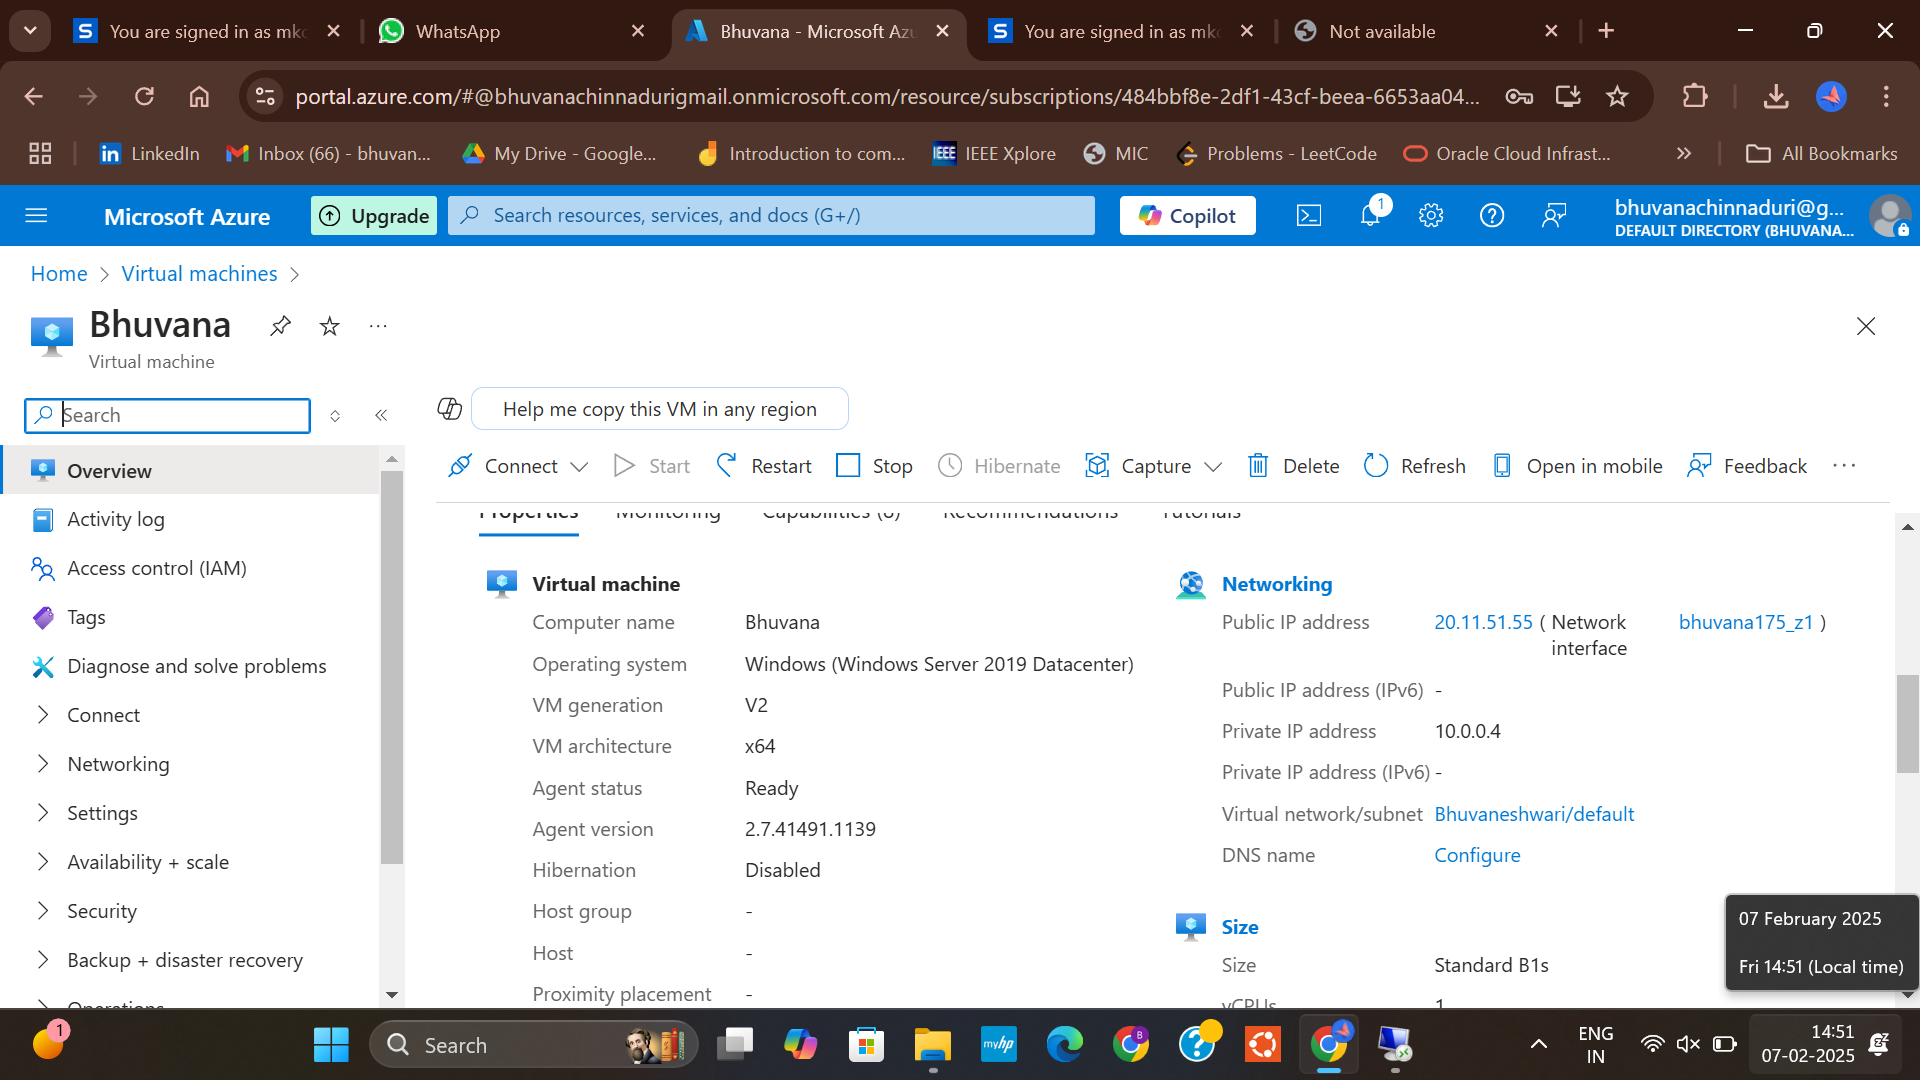 You are signed in as mk
WhatsApp
Bhuvana - Microsoft Azu
You are signed in as mk
Not available
portal.azure.com/#@bhuvanachinnadurigmail.onmicrosoft.com/resource/subscriptions/484bbf8e-2df1-43cf-beea-6653aa04...
LinkedIn
Inbox (66) - bhuvan...
My Drive - Google...
Introduction to com...
IEEE Xplore
MIC
Problems - LeetCode
Oracle Cloud Infrast...
All Bookmarks
Microsoft Azure
Upgrade
Search resources, services, and docs (G+/)
Copilot
1
bhuvanachinnaduri@g...
DEFAULT DIRECTORY (BHUVANA...
Home > Virtual machines >
Bhuvana
Virtual machine
Search
Help me copy this VM in any region
Connect
Start
Restart
Stop
Hibernate
Capture
Delete
Refresh
Open in mobile
Feedback
Overview
Activity log
Access control (IAM)
Tags
Diagnose and solve problems
Connect
Networking
Settings
Availability + scale
Security
Backup + disaster recovery
Operations
Properties
Monitoring
Capabilities (8)
Recommendations
Tutorials
Virtual machine
Computer name Bhuvana
Operating system Windows (Windows Server 2019 Datacenter)
VM generation V2
VM architecture x64
Agent status Ready
Agent version 2.7.41491.1139
Hibernation Disabled
Host group -
Host -
Proximity placement -
Networking
Public IP address 20.11.51.55 ( Network interface bhuvana175_z1 )
Public IP address (IPv6) -
Private IP address 10.0.0.4
Private IP address (IPv6) -
Virtual network/subnet Bhuvaneshwari/default
DNS name Configure
Size
Size Standard B1s
vCPUs 1
07 February 2025
Fri 14:51 (Local time)
1
Search
myhp
ENG
IN
14:51
07-02-2025